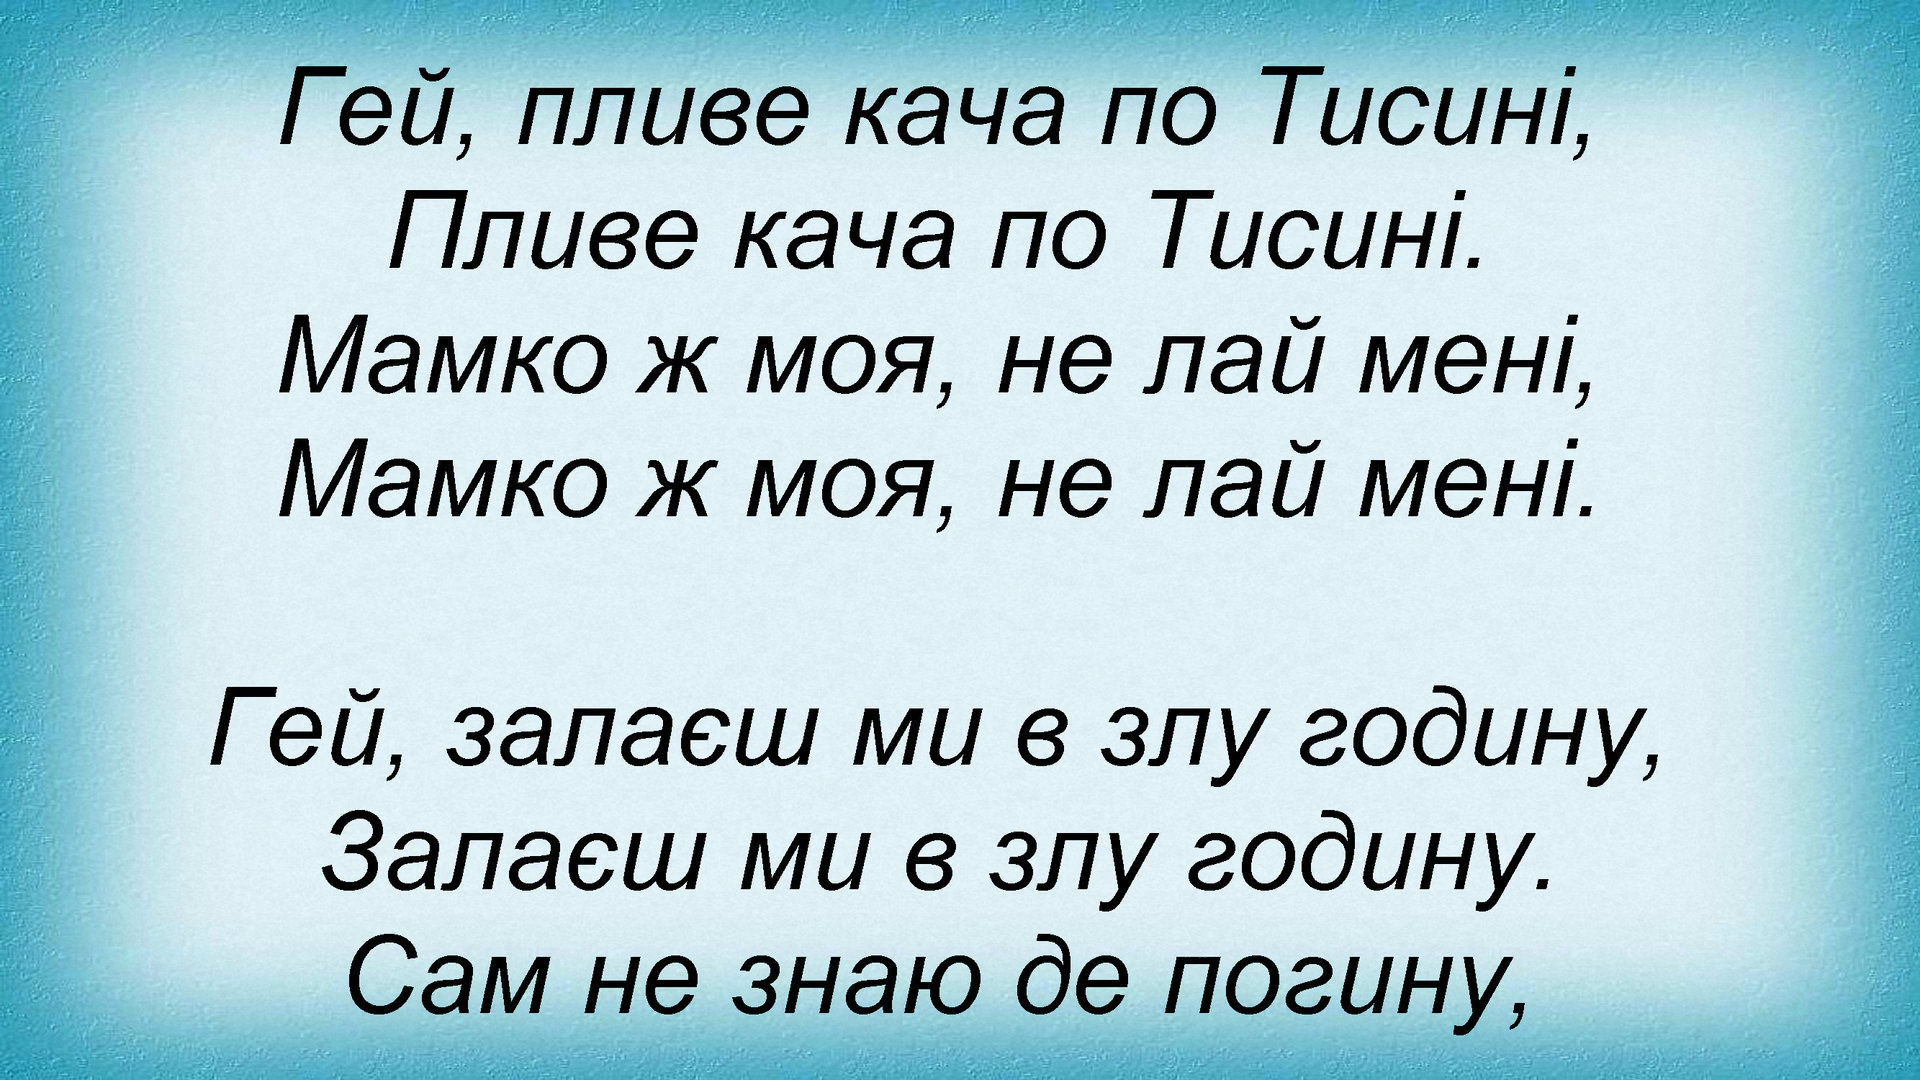 Гей, пливе кача по Тисині,
Пливе кача по Тисині.
Мамко ж моя, не лай мені,
Мамко ж моя, не лай мені.
Гей, залаєш ми в злу годину,
Залаєш ми в злу годину.
Сам не знаю де погину,